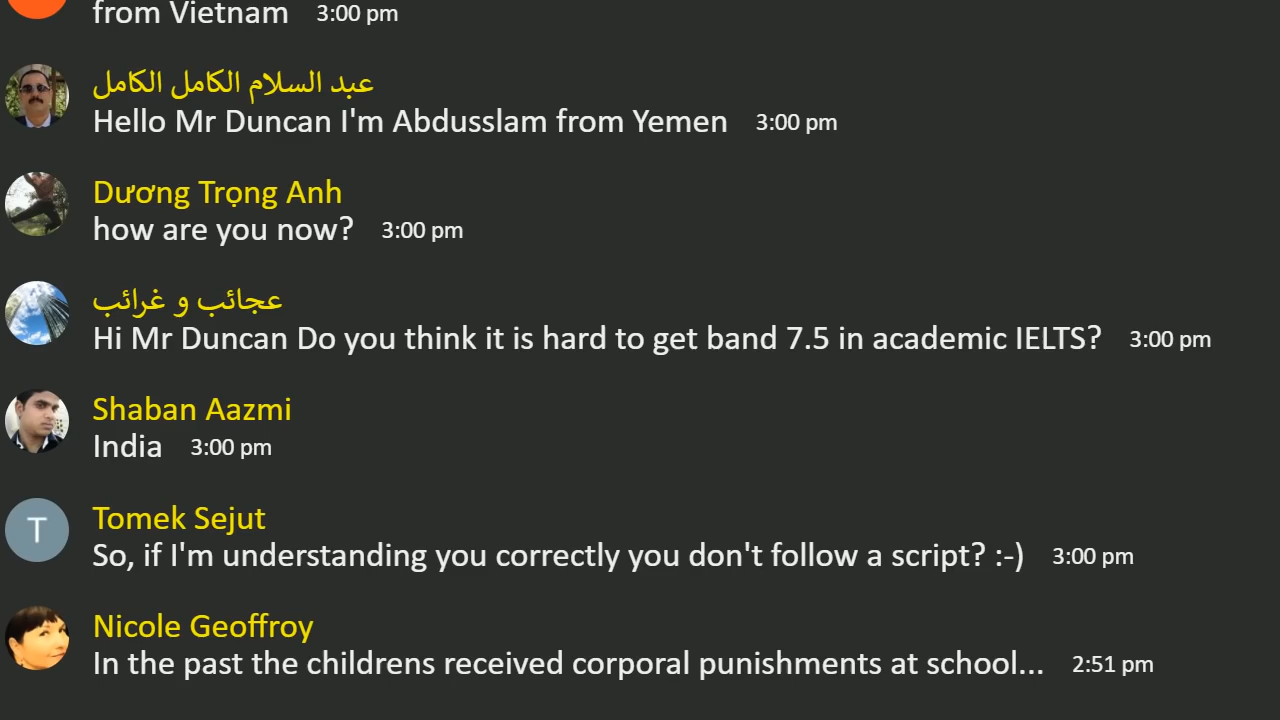 from Vietnam 3:00 pm
عبد السلام الكامل الكامل
Hello Mr Duncan I'm Abdusslam from Yemen 3:00 pm
Dương Trọng Anh
how are you now? 3:00 pm
عجائب و غرائب
Hi Mr Duncan Do you think it is hard to get band 7.5 in academic IELTS? 3:00 pm
Shaban Aazmi
India 3:00 pm
T
Tomek Sejut
So, if I'm understanding you correctly you don't follow a script? :-) 3:00 pm
Nicole Geoffroy
In the past the childrens received corporal punishments at school... 2:51 pm